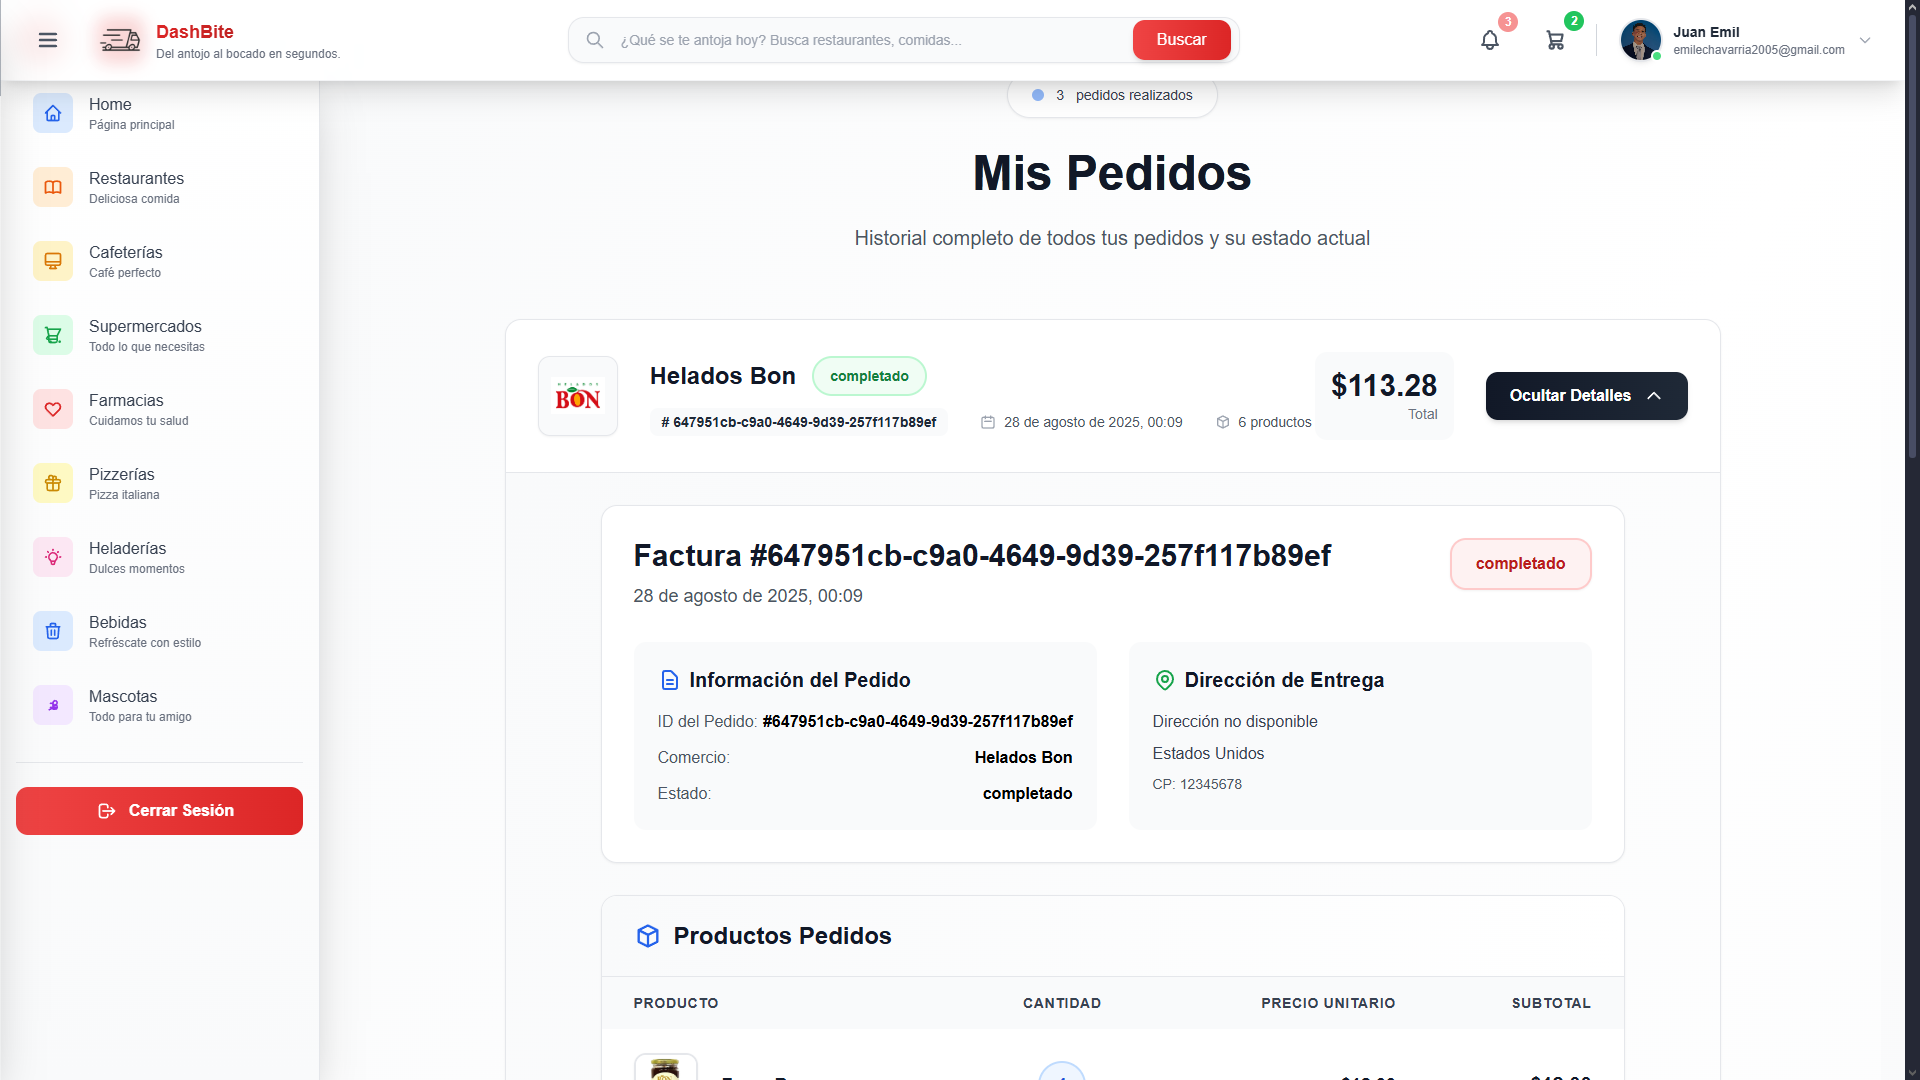 DashBite
Del antojo al bocado en segundos.
¿Qué se te antoja hoy? Busca restaurantes, comidas...
Buscar
3
2
Juan Emil
emilechavarria2005@gmail.com
Home
Página principal
Restaurantes
Deliciosa comida
Cafeterías
Café perfecto
Supermercados
Todo lo que necesitas
Farmacias
Cuidamos tu salud
Pizzerías
Pizza italiana
Heladerías
Dulces momentos
Bebidas
Refréscate con estilo
Mascotas
Todo para tu amigo
Cerrar Sesión
3 pedidos realizados
Mis Pedidos
Historial completo de todos tus pedidos y su estado actual
HELADOS
BON
Helados Bon
completado
# 647951cb-c9a0-4649-9d39-257f117b89ef
28 de agosto de 2025, 00:09
6 productos
$113.28
Total
Ocultar Detalles
Factura #647951cb-c9a0-4649-9d39-257f117b89ef
28 de agosto de 2025, 00:09
completado
Información del Pedido
ID del Pedido: #647951cb-c9a0-4649-9d39-257f117b89ef
Comercio: Helados Bon
Estado: completado
Dirección de Entrega
Dirección no disponible
Estados Unidos
CP: 12345678
Productos Pedidos
PRODUCTO CANTIDAD PRECIO UNITARIO SUBTOTAL